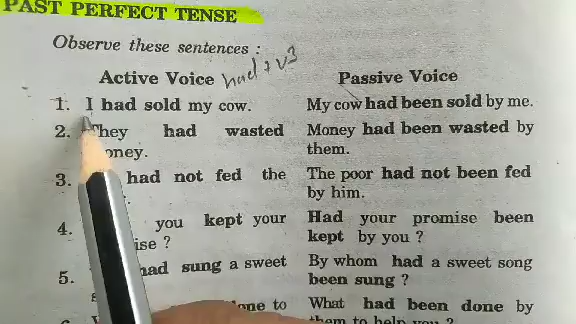 PAST PERFECT TENSE
Observe these sentences :
Active Voice had + v3 Passive Voice
1. I had sold my cow. My cow had been sold by me.
2. They had wasted Money had been wasted by
oney. them.
3. had not fed the The poor had not been fed
by him.
4. you kept your Had your promise been
ise ? kept by you ?
5. had sung a sweet By whom had a sweet song
been sung ?
one to What had been done by
them to help you ?